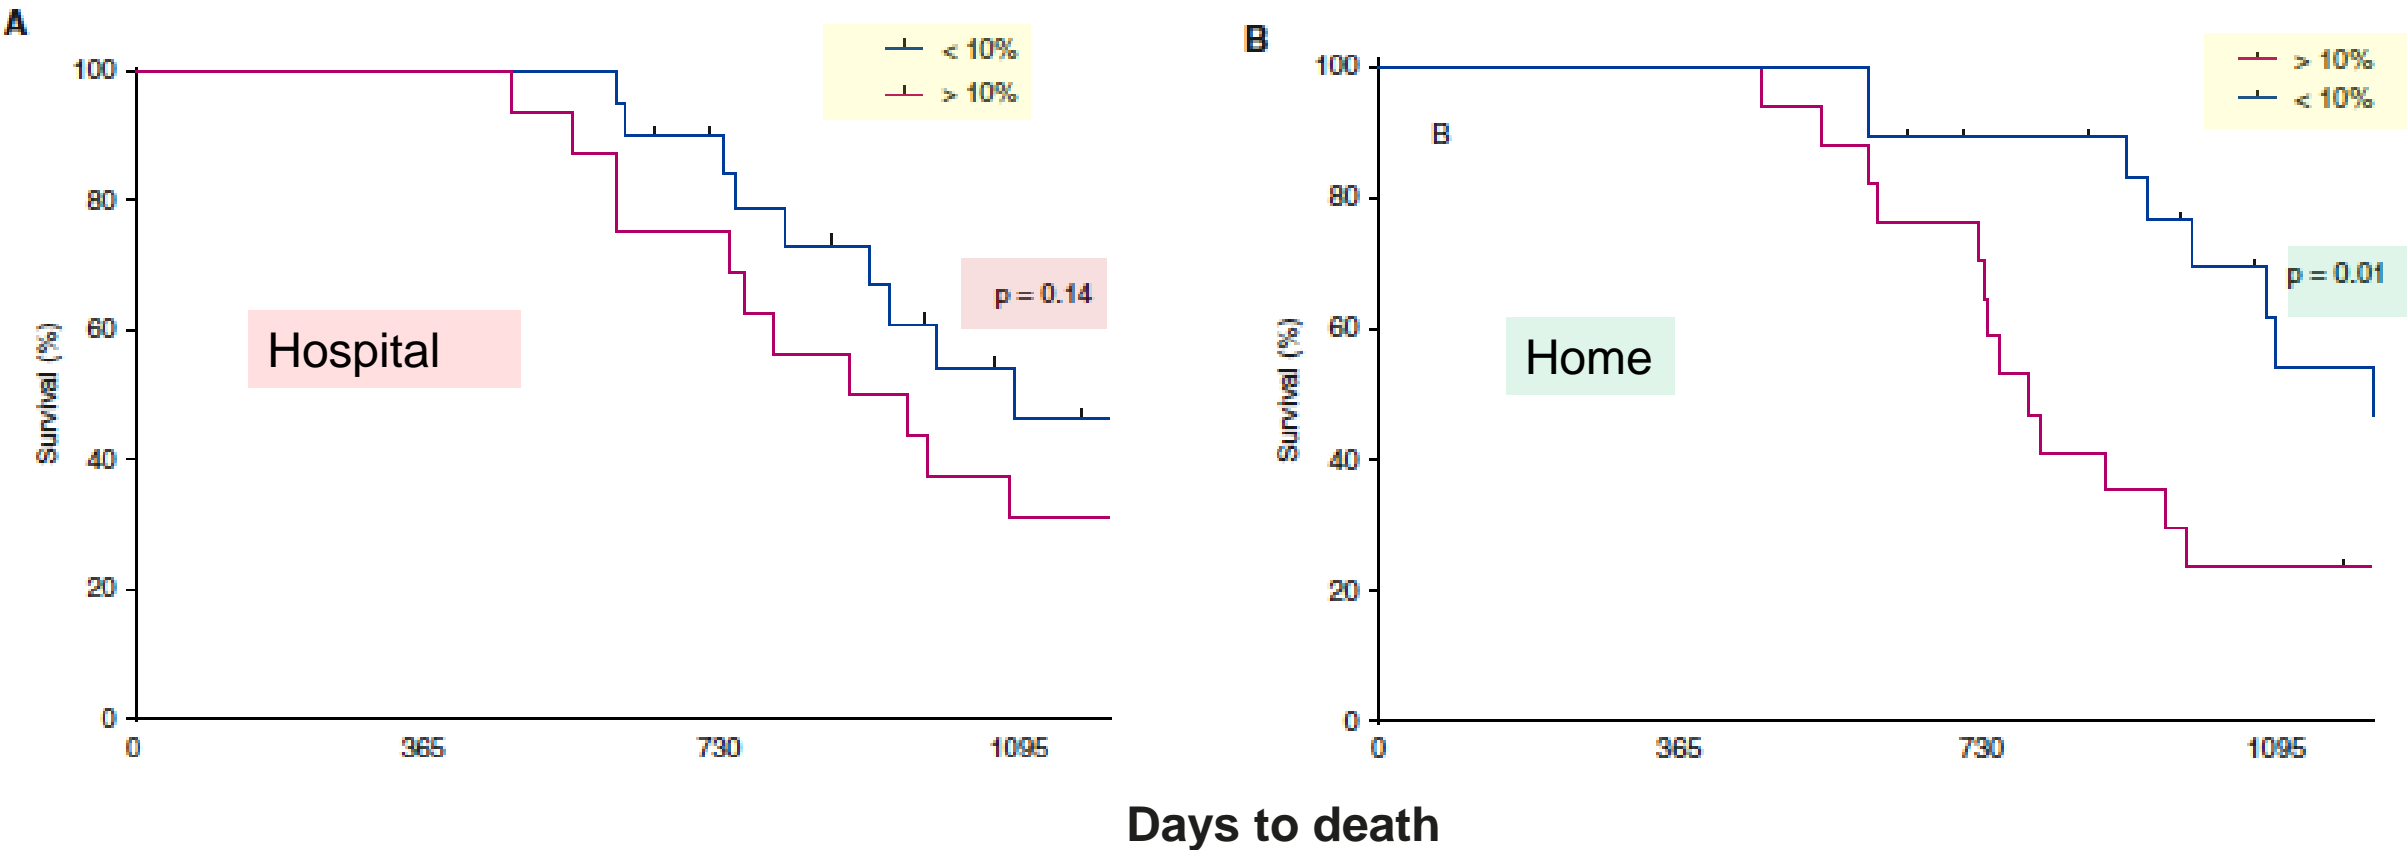 A
< 10%
> 10%
100
80
60
40
20
0
Survival (%)
Hospital
p = 0.14
0 365 730 1095
B
> 10%
< 10%
B
100
80
60
40
20
0
Survival (%)
Home
p = 0.01
0 365 730 1095
Days to death